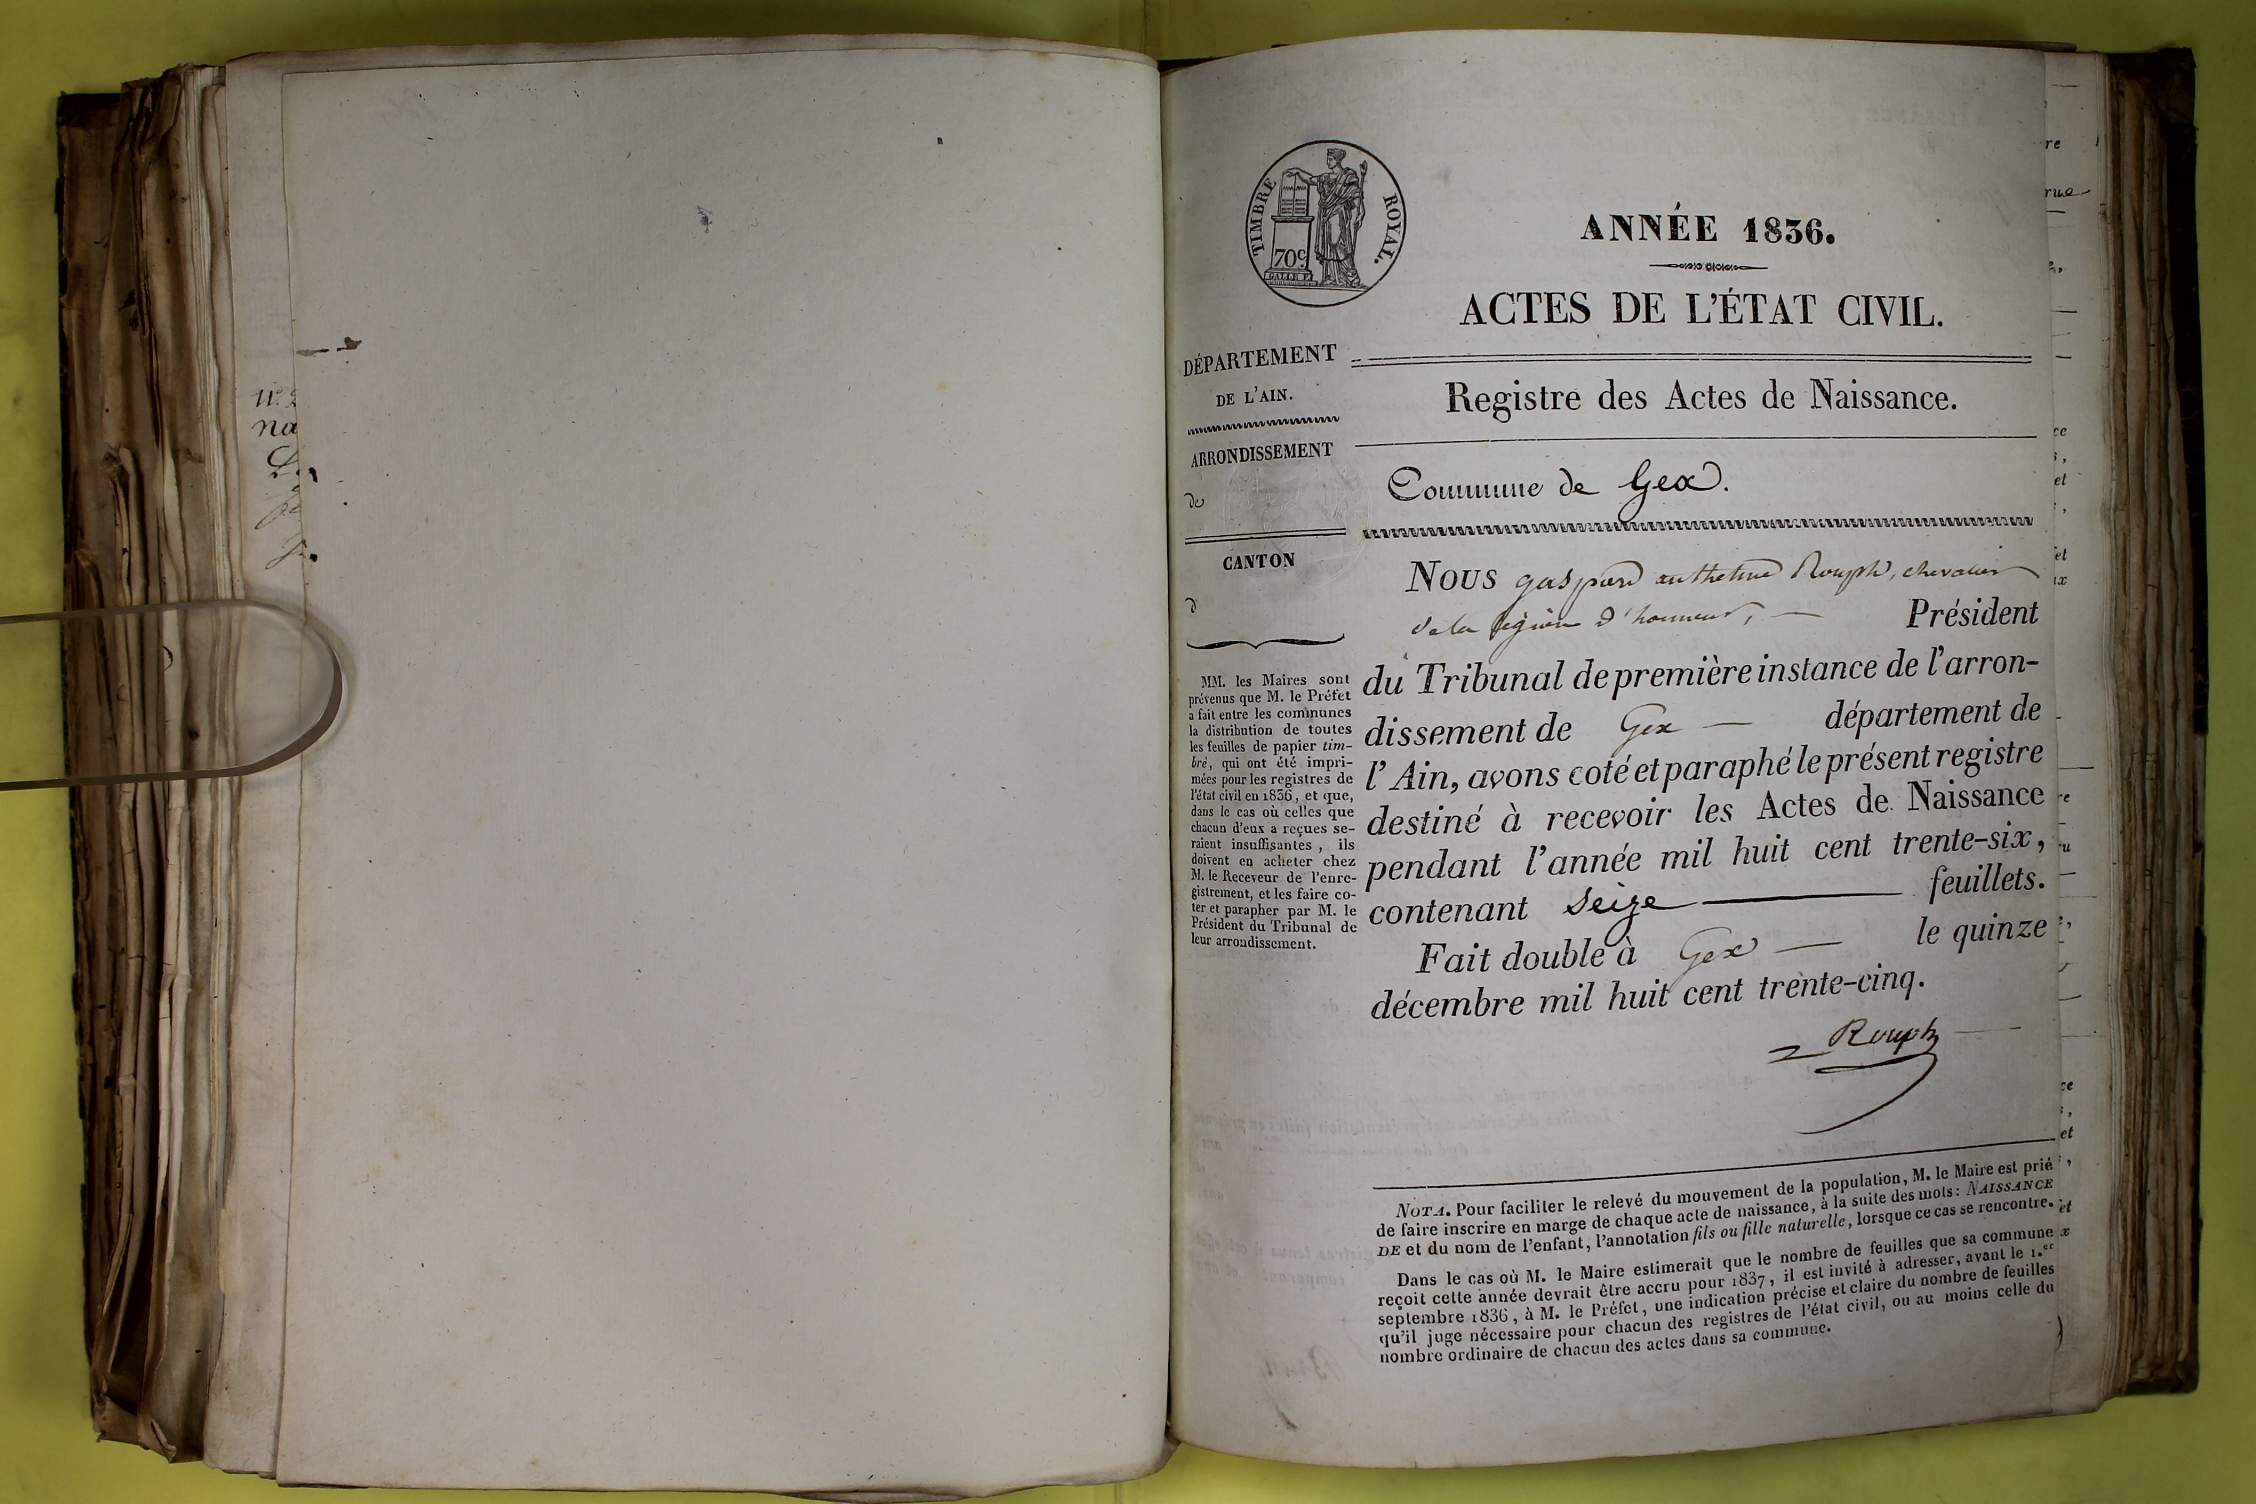 n.º
na
TIMBRE ROYAL.
70 c
GALLE F.
ANNÉE 1836.
ACTES DE L'ÉTAT CIVIL.
DÉPARTEMENT
DE L'AIN.
ARRONDISSEMENT
de
CANTON
d
MM. les Maires sont
prévenus que M. le Préfet
a fait entre les communes
la distribution de toutes
les feuilles de papier tim-
bré, qui ont été impri-
mées pour les registres de
l'état civil en 1836, et que,
dans le cas où celles que
chacun d'eux a reçues se-
raient insuffisantes, ils
doivent en acheter chez
M. le Receveur de l'enre-
gistrement, et les faire co-
ter et parapher par M. le
Président du Tribunal de
leur arrondissement.
Registre des Actes de Naissance.
Commune de Gex.
NOUS gaspard anthelme Rouph, chevalier
de la légion d'honneur, Président
du Tribunal de première instance de l'arron-
dissement de Gex département de
l'Ain, avons coté et paraphé le présent registre
destiné à recevoir les Actes de Naissance
pendant l'année mil huit cent trente-six,
contenant seize feuillets.
Fait double à Gex le quinze
décembre mil huit cent trente-cinq.
Rouph
NOTA. Pour faciliter le relevé du mouvement de la population, M. le Maire est prié
de faire inscrire en marge de chaque acte de naissance, à la suite des mots: NAISSANCE
DE et du nom de l'enfant, l'annotation fils ou fille naturelle, lorsque ce cas se rencontre.
Dans le cas où M. le Maire estimerait que le nombre de feuilles que sa commune
reçoit cette année devrait être accru pour 1837, il est invité à adresser, avant le 1.er
septembre 1836, à M. le Préfet, une indication précise et claire du nombre de feuilles
qu'il juge nécessaire pour chacun des registres de l'état civil, ou au moins celle du
nombre ordinaire de chacun des actes dans sa commune.